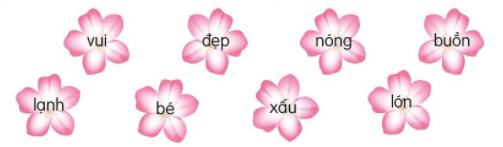 vui đẹp nóng buồn
lạnh bé xấu lớn